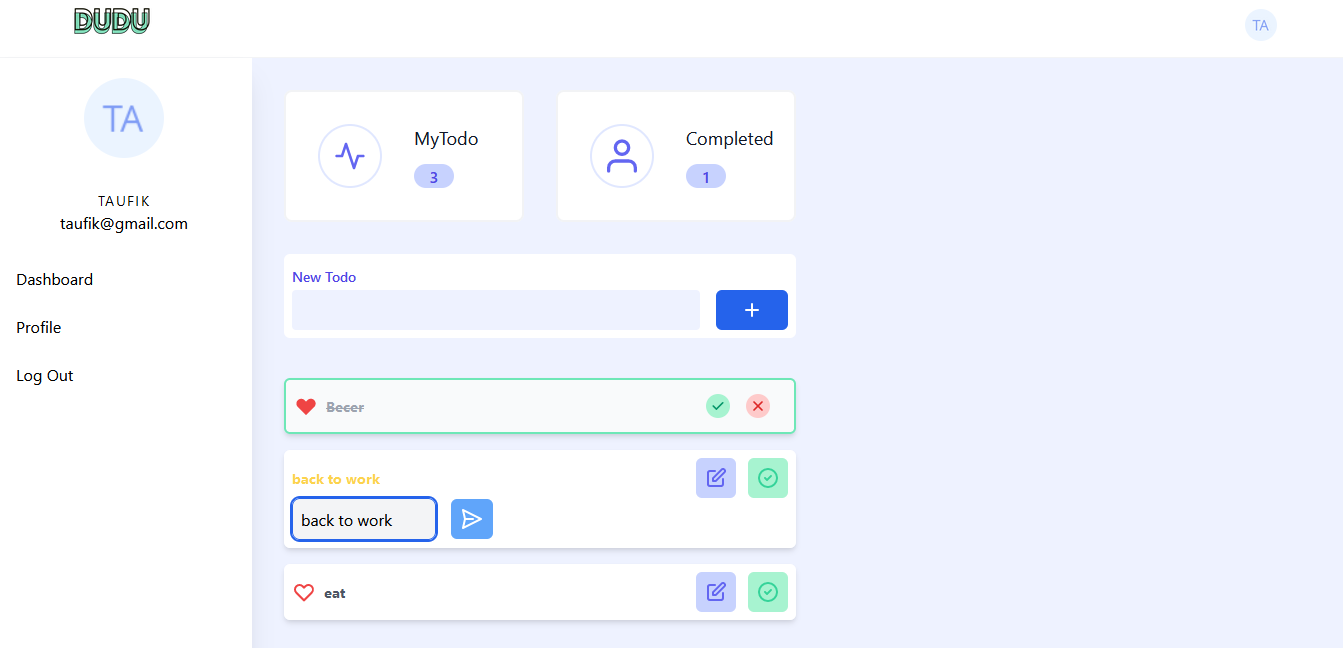 DUDU
TA
TA
TAUFIK
taufik@gmail.com
Dashboard
Profile
Log Out
MyTodo
3
Completed
1
New Todo
Becer
back to work
back to work
eat